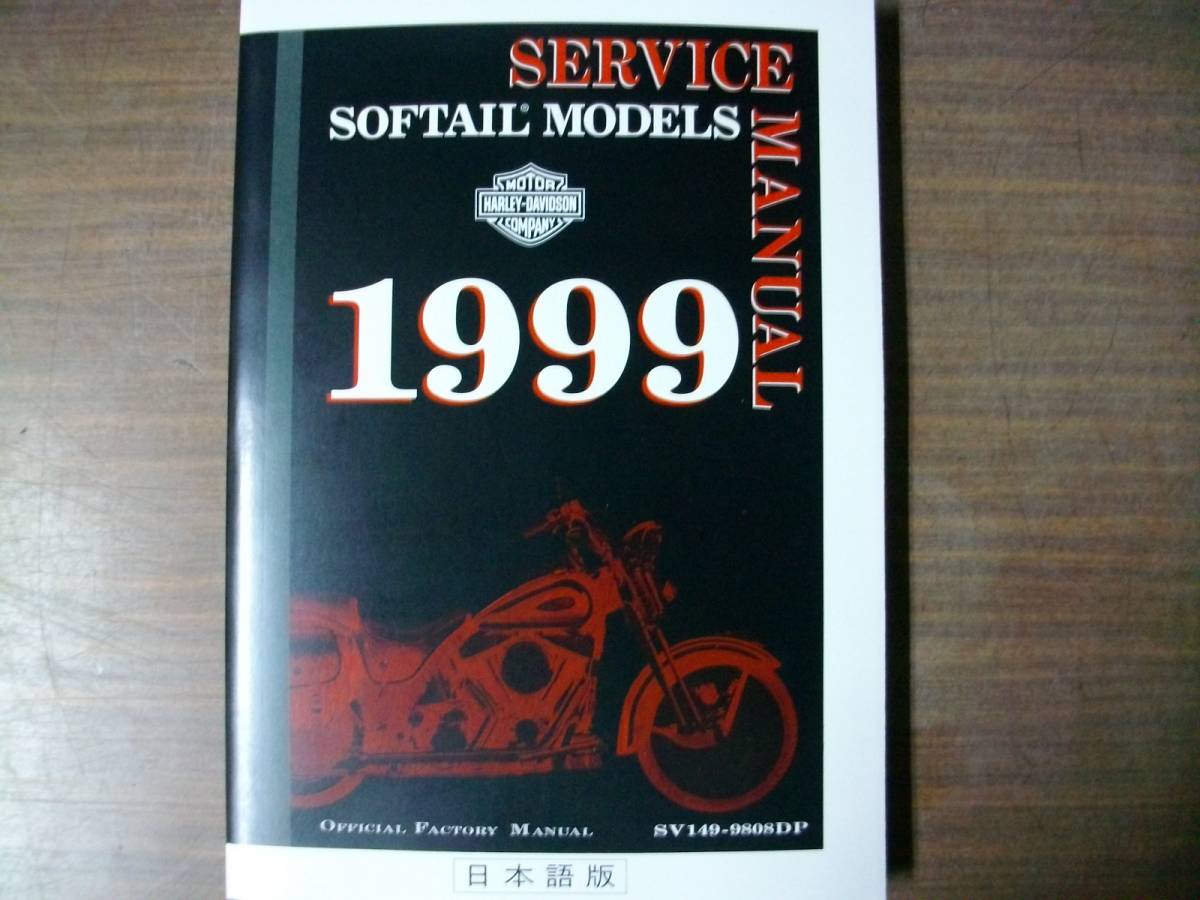 SERVICE MANUAL
SOFTAIL® MODELS
MOTOR
HARLEY-DAVIDSON
COMPANY
1999
OFFICIAL FACTORY MANUAL
SV149-9808DP
日本語版